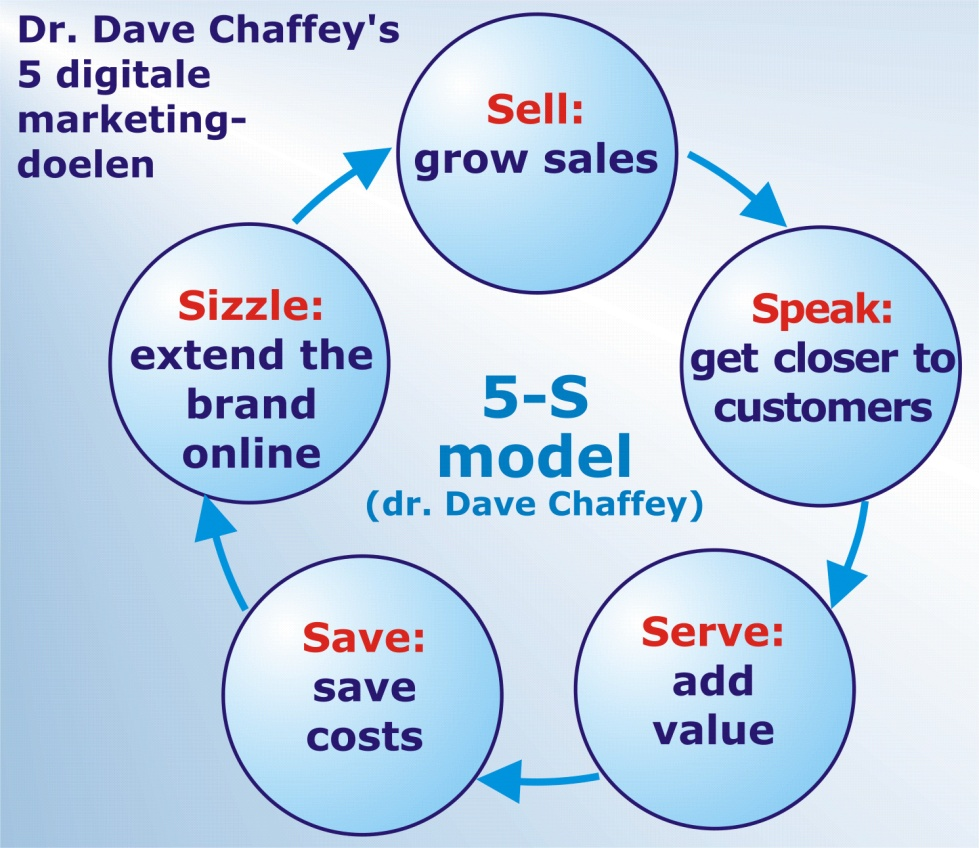 Dr. Dave Chaffey's
5 digitale
marketing-
doelen
Sell:
grow sales
Speak:
get closer to
customers
Serve:
add
value
Save:
save
costs
Sizzle:
extend the
brand
online
5-S
model
(dr. Dave Chaffey)